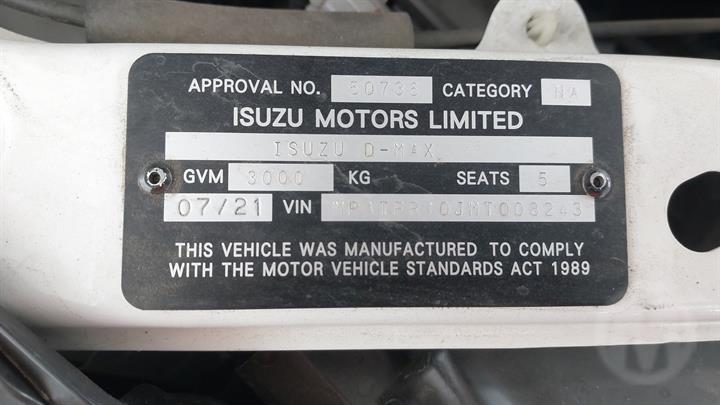 APPROVAL NO. 60736 CATEGORY NA
ISUZU MOTORS LIMITED
ISUZU D-MAX
GVM 3000 KG SEATS 5
07/21 VIN
THIS VEHICLE WAS MANUFACTURED TO COMPLY
WITH THE MOTOR VEHICLE STANDARDS ACT 1989